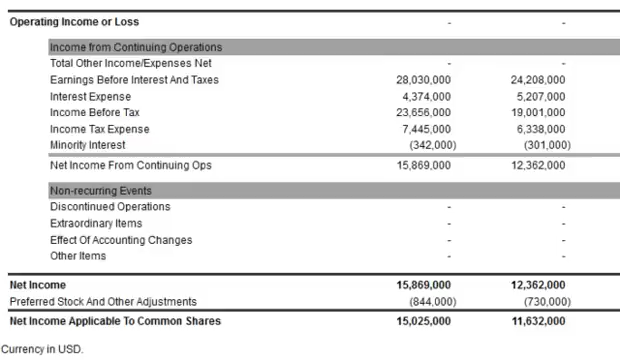 Operating Income or Loss - -
Income from Continuing Operations
Total Other Income/Expenses Net - -
Earnings Before Interest And Taxes 28,030,000 24,208,000
Interest Expense 4,374,000 5,207,000
Income Before Tax 23,656,000 19,001,000
Income Tax Expense 7,445,000 6,338,000
Minority Interest (342,000) (301,000)
Net Income From Continuing Ops 15,869,000 12,362,000
Non-recurring Events
Discontinued Operations - -
Extraordinary Items - -
Effect Of Accounting Changes - -
Other Items - -
Net Income 15,869,000 12,362,000
Preferred Stock And Other Adjustments (844,000) (730,000)
Net Income Applicable To Common Shares 15,025,000 11,632,000
Currency in USD.